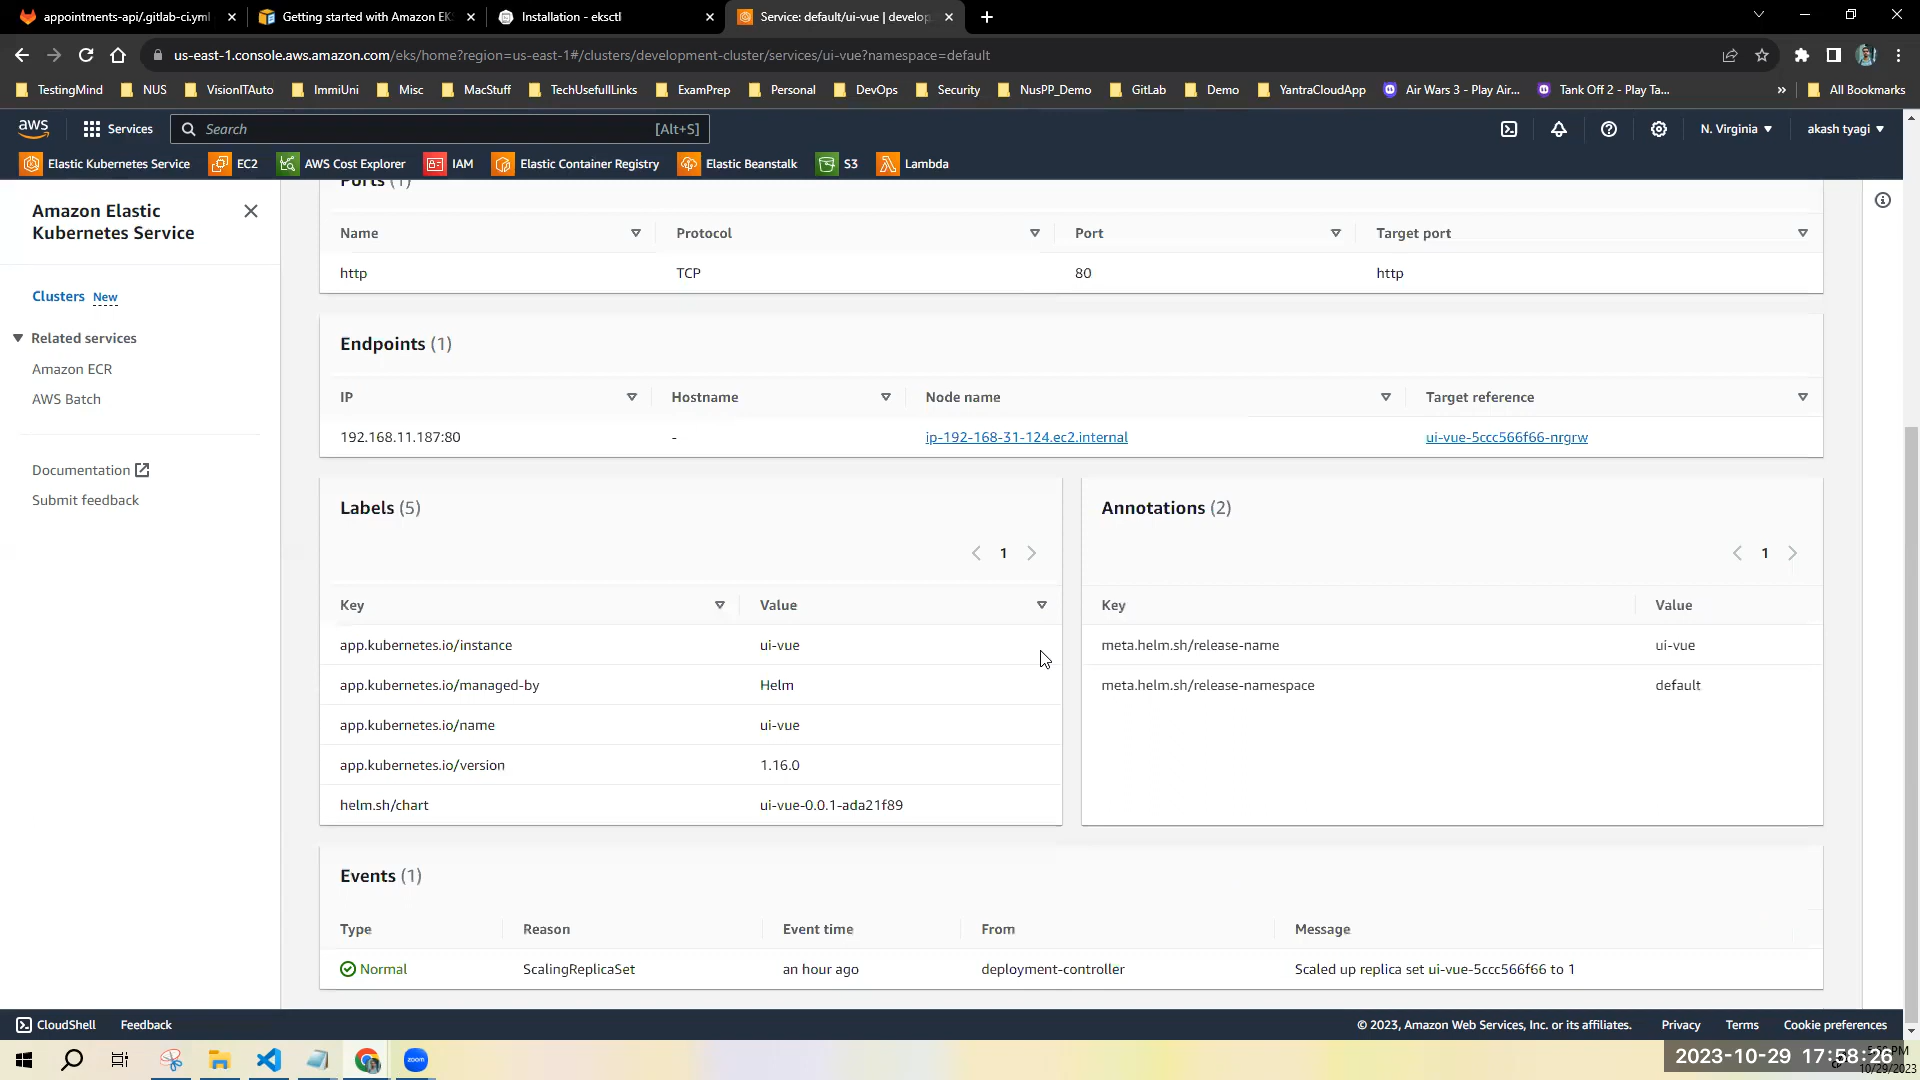 appointments-api/.gitlab-ci.yml
Getting started with Amazon EK
Installation - eksctl
Service: default/ui-vue | develop
us-east-1.console.aws.amazon.com/eks/home?region=us-east-1#/clusters/development-cluster/services/ui-vue?namespace=default
TestingMind NUS VisionITAuto ImmiUni Misc MacStuff TechUsefullLinks ExamPrep Personal DevOps Security NusPP_Demo GitLab Demo YantraCloudApp Air Wars 3 - Play Air... Tank Off 2 - Play Ta... » All Bookmarks
aws Services Search [Alt+S] N. Virginia akash tyagi
Elastic Kubernetes Service EC2 AWS Cost Explorer IAM Elastic Container Registry Elastic Beanstalk S3 Lambda
Amazon Elastic
Kubernetes Service
Clusters New
Related services
Amazon ECR
AWS Batch
Documentation
Submit feedback
Ports (1)
Name Protocol Port Target port
http TCP 80 http
Endpoints (1)
IP Hostname Node name Target reference
192.168.11.187:80 - ip-192-168-31-124.ec2.internal ui-vue-5ccc566f66-nrgrw
Labels (5)
1
Key Value
app.kubernetes.io/instance ui-vue
app.kubernetes.io/managed-by Helm
app.kubernetes.io/name ui-vue
app.kubernetes.io/version 1.16.0
helm.sh/chart ui-vue-0.0.1-ada21f89
Annotations (2)
1
Key Value
meta.helm.sh/release-name ui-vue
meta.helm.sh/release-namespace default
Events (1)
Type Reason Event time From Message
Normal ScalingReplicaSet an hour ago deployment-controller Scaled up replica set ui-vue-5ccc566f66 to 1
CloudShell Feedback © 2023, Amazon Web Services, Inc. or its affiliates. Privacy Terms Cookie preferences
zoom
2023-10-29 17:58:26
10/29/2023